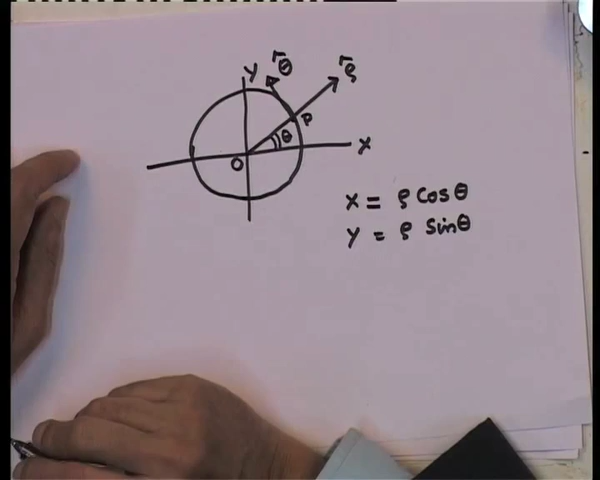 y
θ̂
ρ̂
P
θ
x
O
x = ρ cosθ
y = ρ sinθ